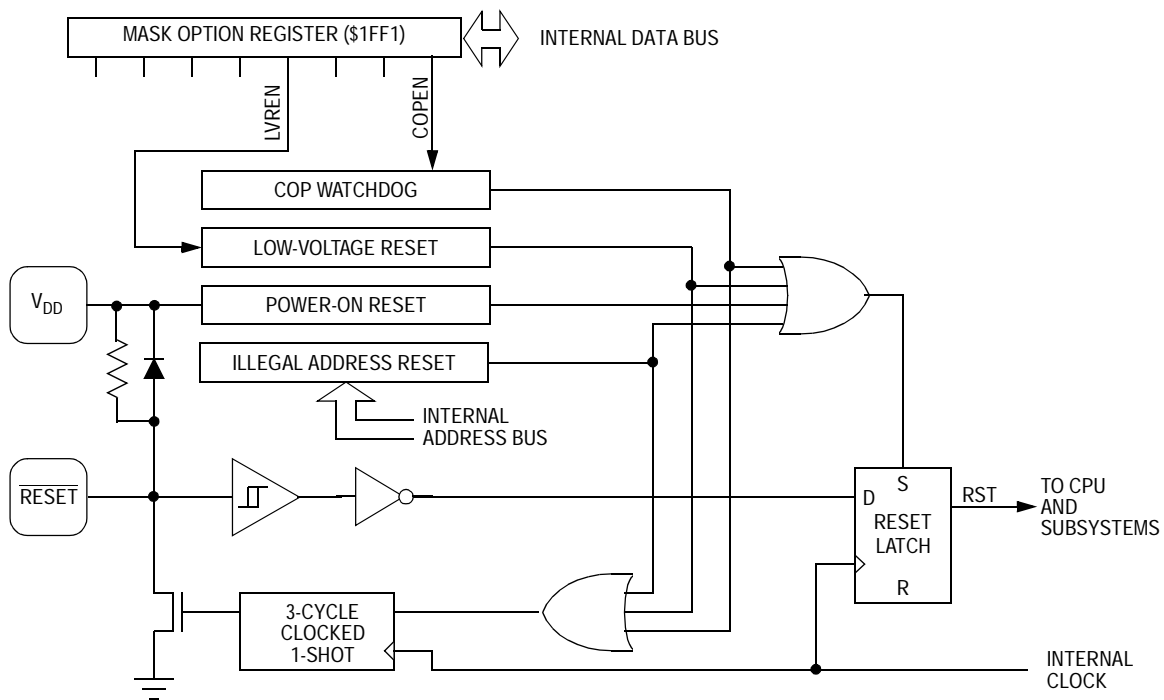 MASK OPTION REGISTER ($1FF1)
INTERNAL DATA BUS
LVREN
COPEN
COP WATCHDOG
LOW-VOLTAGE RESET
VDD
POWER-ON RESET
ILLEGAL ADDRESS RESET
INTERNAL
ADDRESS BUS
RESET
D
S
RESET
LATCH
R
RST
TO CPU
AND
SUBSYSTEMS
3-CYCLE
CLOCKED
1-SHOT
INTERNAL
CLOCK